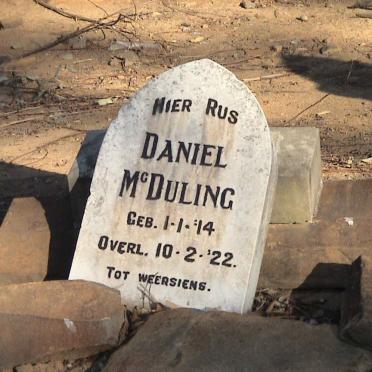 HIER RUS
DANIEL
McDULING
GEB. 1-1-'14
OVERL. 10-2-'22.
TOT WEERSIENS.